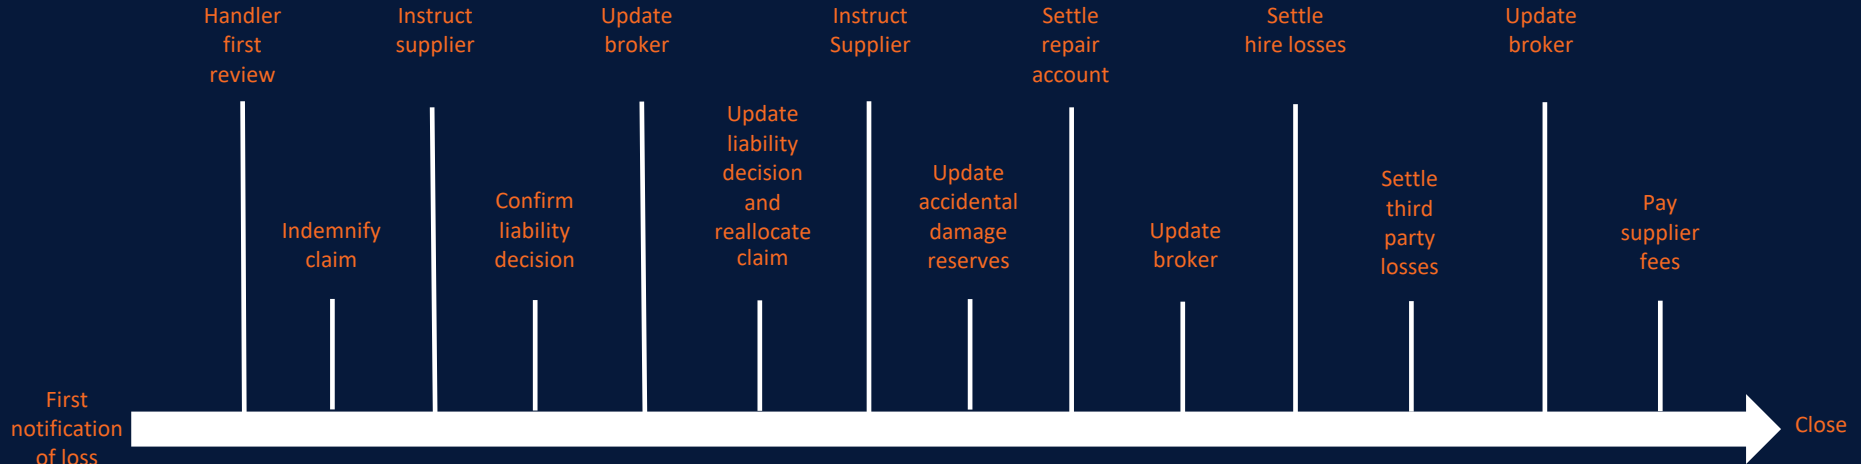 Handler
first
review
Indemnify
claim
Instruct
supplier
Confirm
liability
decision
Update
broker
Update
liability
decision
and
reallocate
claim
Instruct
Supplier
Update
accidental
damage
reserves
Settle
repair
account
Update
broker
Settle
hire losses
Settle
third
party
losses
Update
broker
Pay
supplier
fees
First
notification
of loss
Close